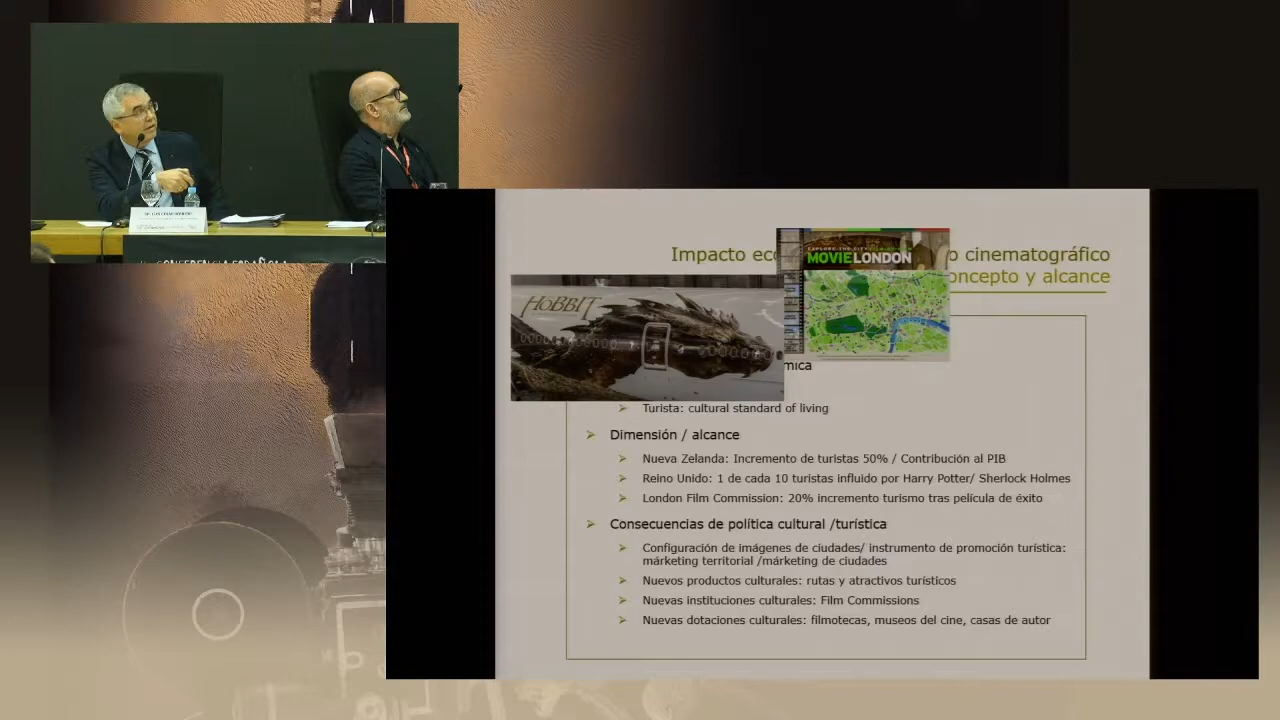 Impacto eco
o cinematográfico
oncepto y alcance
EXPLORE THE CITY
MOVIELONDON
HOBBIT
mica
Turista: cultural standard of living
Dimensión / alcance
Nueva Zelanda: Incremento de turistas 50% / Contribución al PIB
Reino Unido: 1 de cada 10 turistas influido por Harry Potter/ Sherlock Holmes
London Film Commission: 20% incremento turismo tras película de éxito
Consecuencias de política cultural /turística
Configuración de imágenes de ciudades/ instrumento de promoción turística:
márketing territorial /márketing de ciudades
Nuevos productos culturales: rutas y atractivos turísticos
Nuevas instituciones culturales: Film Commissions
Nuevas dotaciones culturales: filmotecas, museos del cine, casas de autor